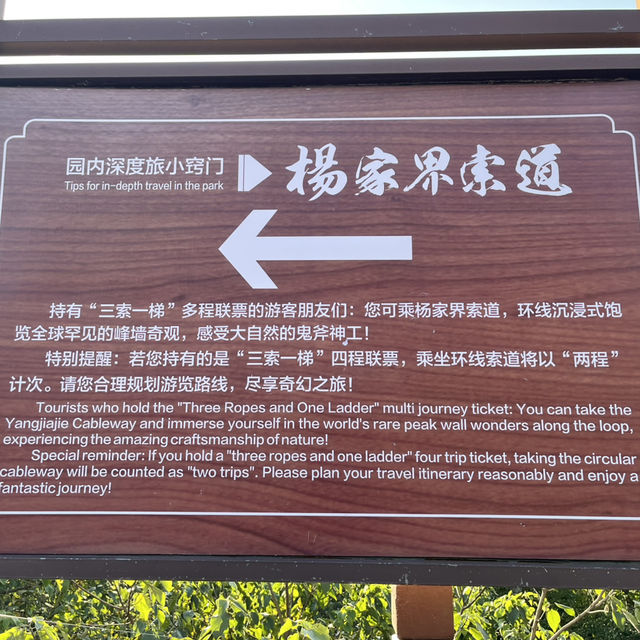 园内深度旅小窍门
Tips for in-depth travel in the park
楊家界索道
持有“三索一梯”多程联票的游客朋友们：您可乘杨家界索道，环线沉浸式饱
览全球罕见的峰墙奇观，感受大自然的鬼斧神工！
特别提醒：若您持有的是“三索一梯”四程联票，乘坐环线索道将以“两程”
计次。请您合理规划游览路线，尽享奇幻之旅！
Tourists who hold the "Three Ropes and One Ladder" multi journey ticket: You can take the
Yangjiajie Cableway and immerse yourself in the world's rare peak wall wonders along the loop,
experiencing the amazing craftsmanship of nature!
Special reminder: If you hold a "three ropes and one ladder" four trip ticket, taking the circular
cableway will be counted as "two trips". Please plan your travel itinerary reasonably and enjoy a
fantastic journey!